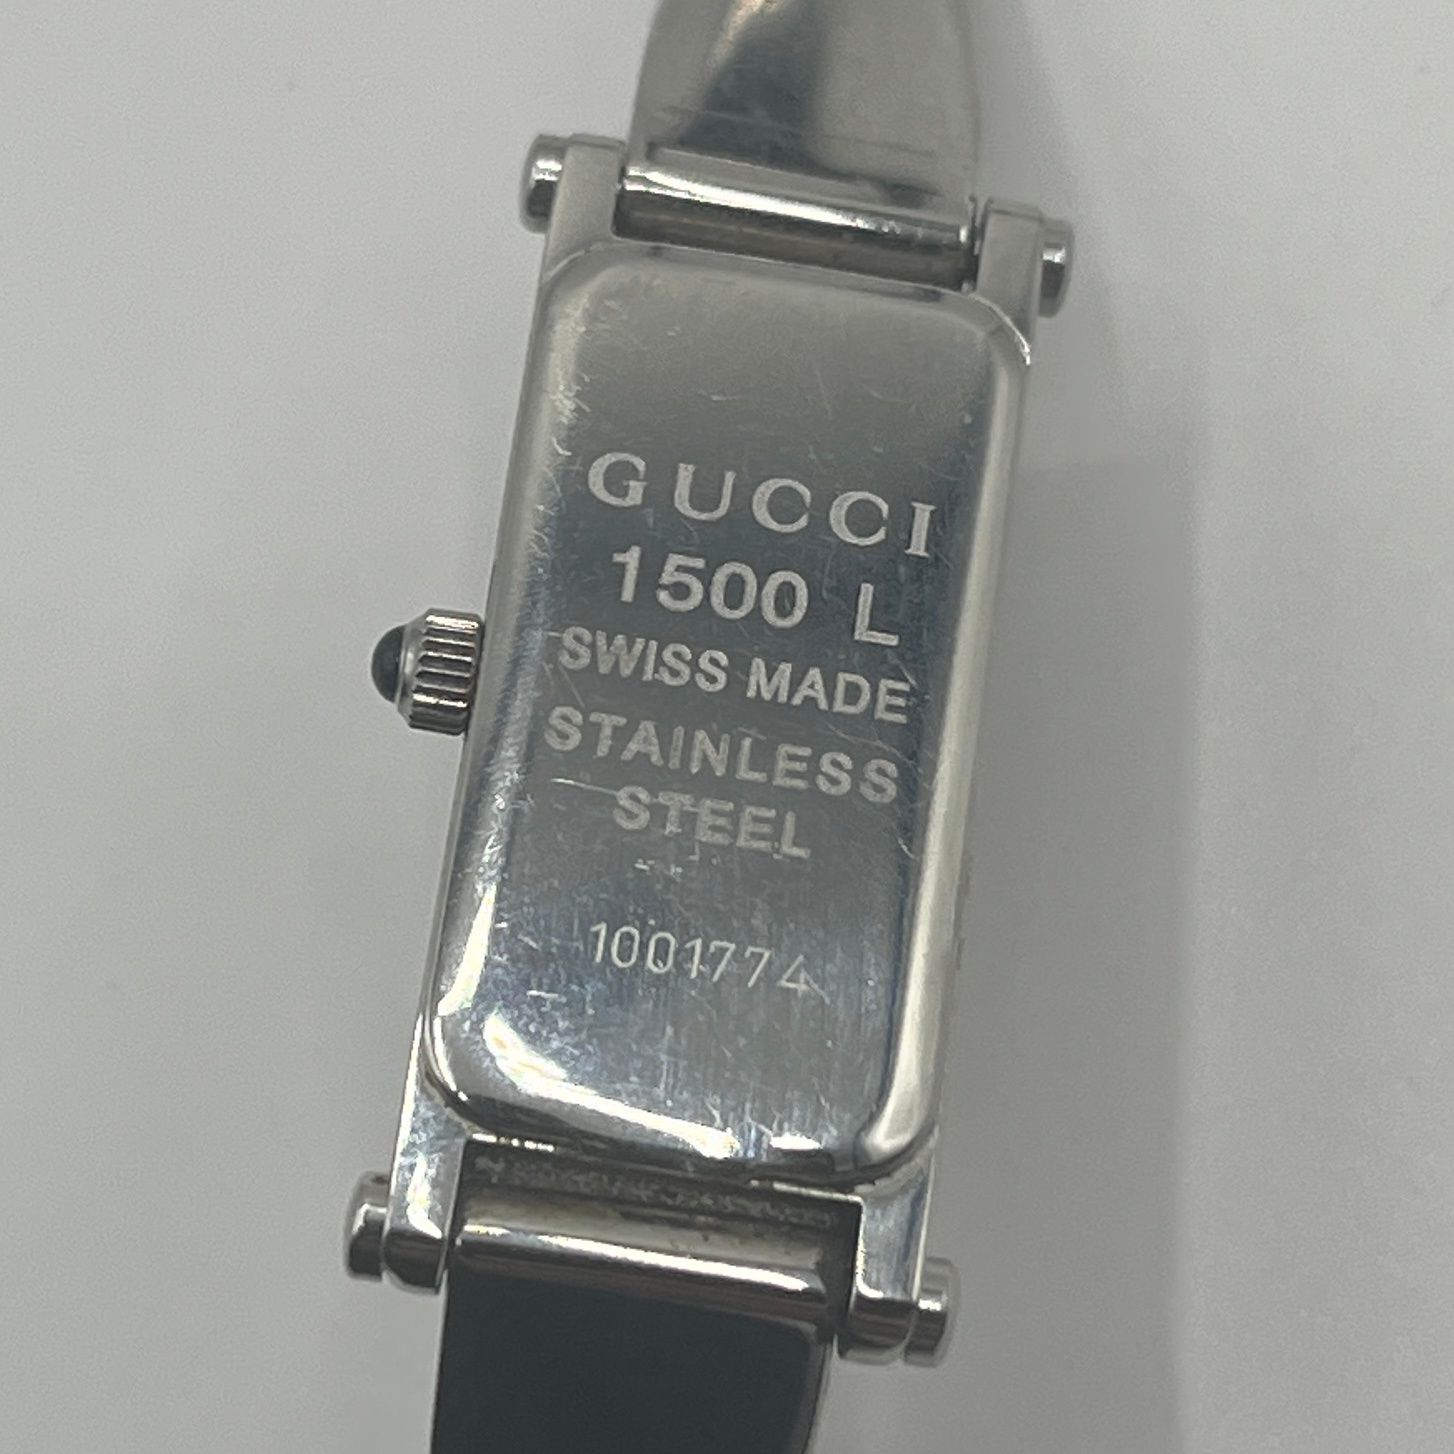 GUCCI
1500 L
SWISS MADE
STAINLESS
STEEL
1001774